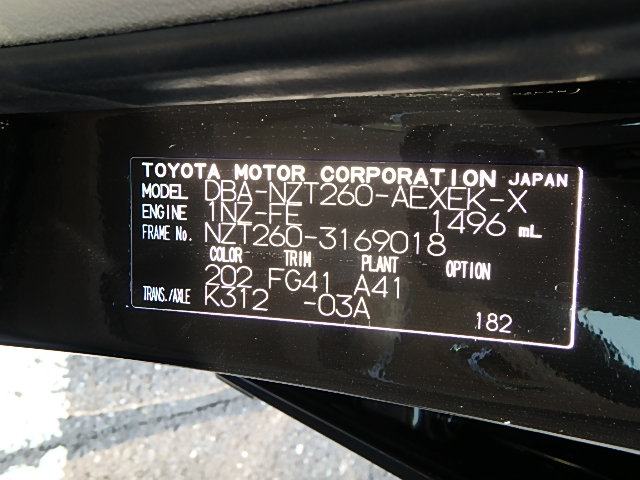 TOYOTA MOTOR CORPORATION JAPAN
MODEL DBA-NZT260-AEXEK-X
ENGINE 1NZ-FE 1496 mL
FRAME No. NZT260-3169018
COLOR TRIM PLANT OPTION
202 FG41 A41
TRANS./AXLE K312 -03A
182